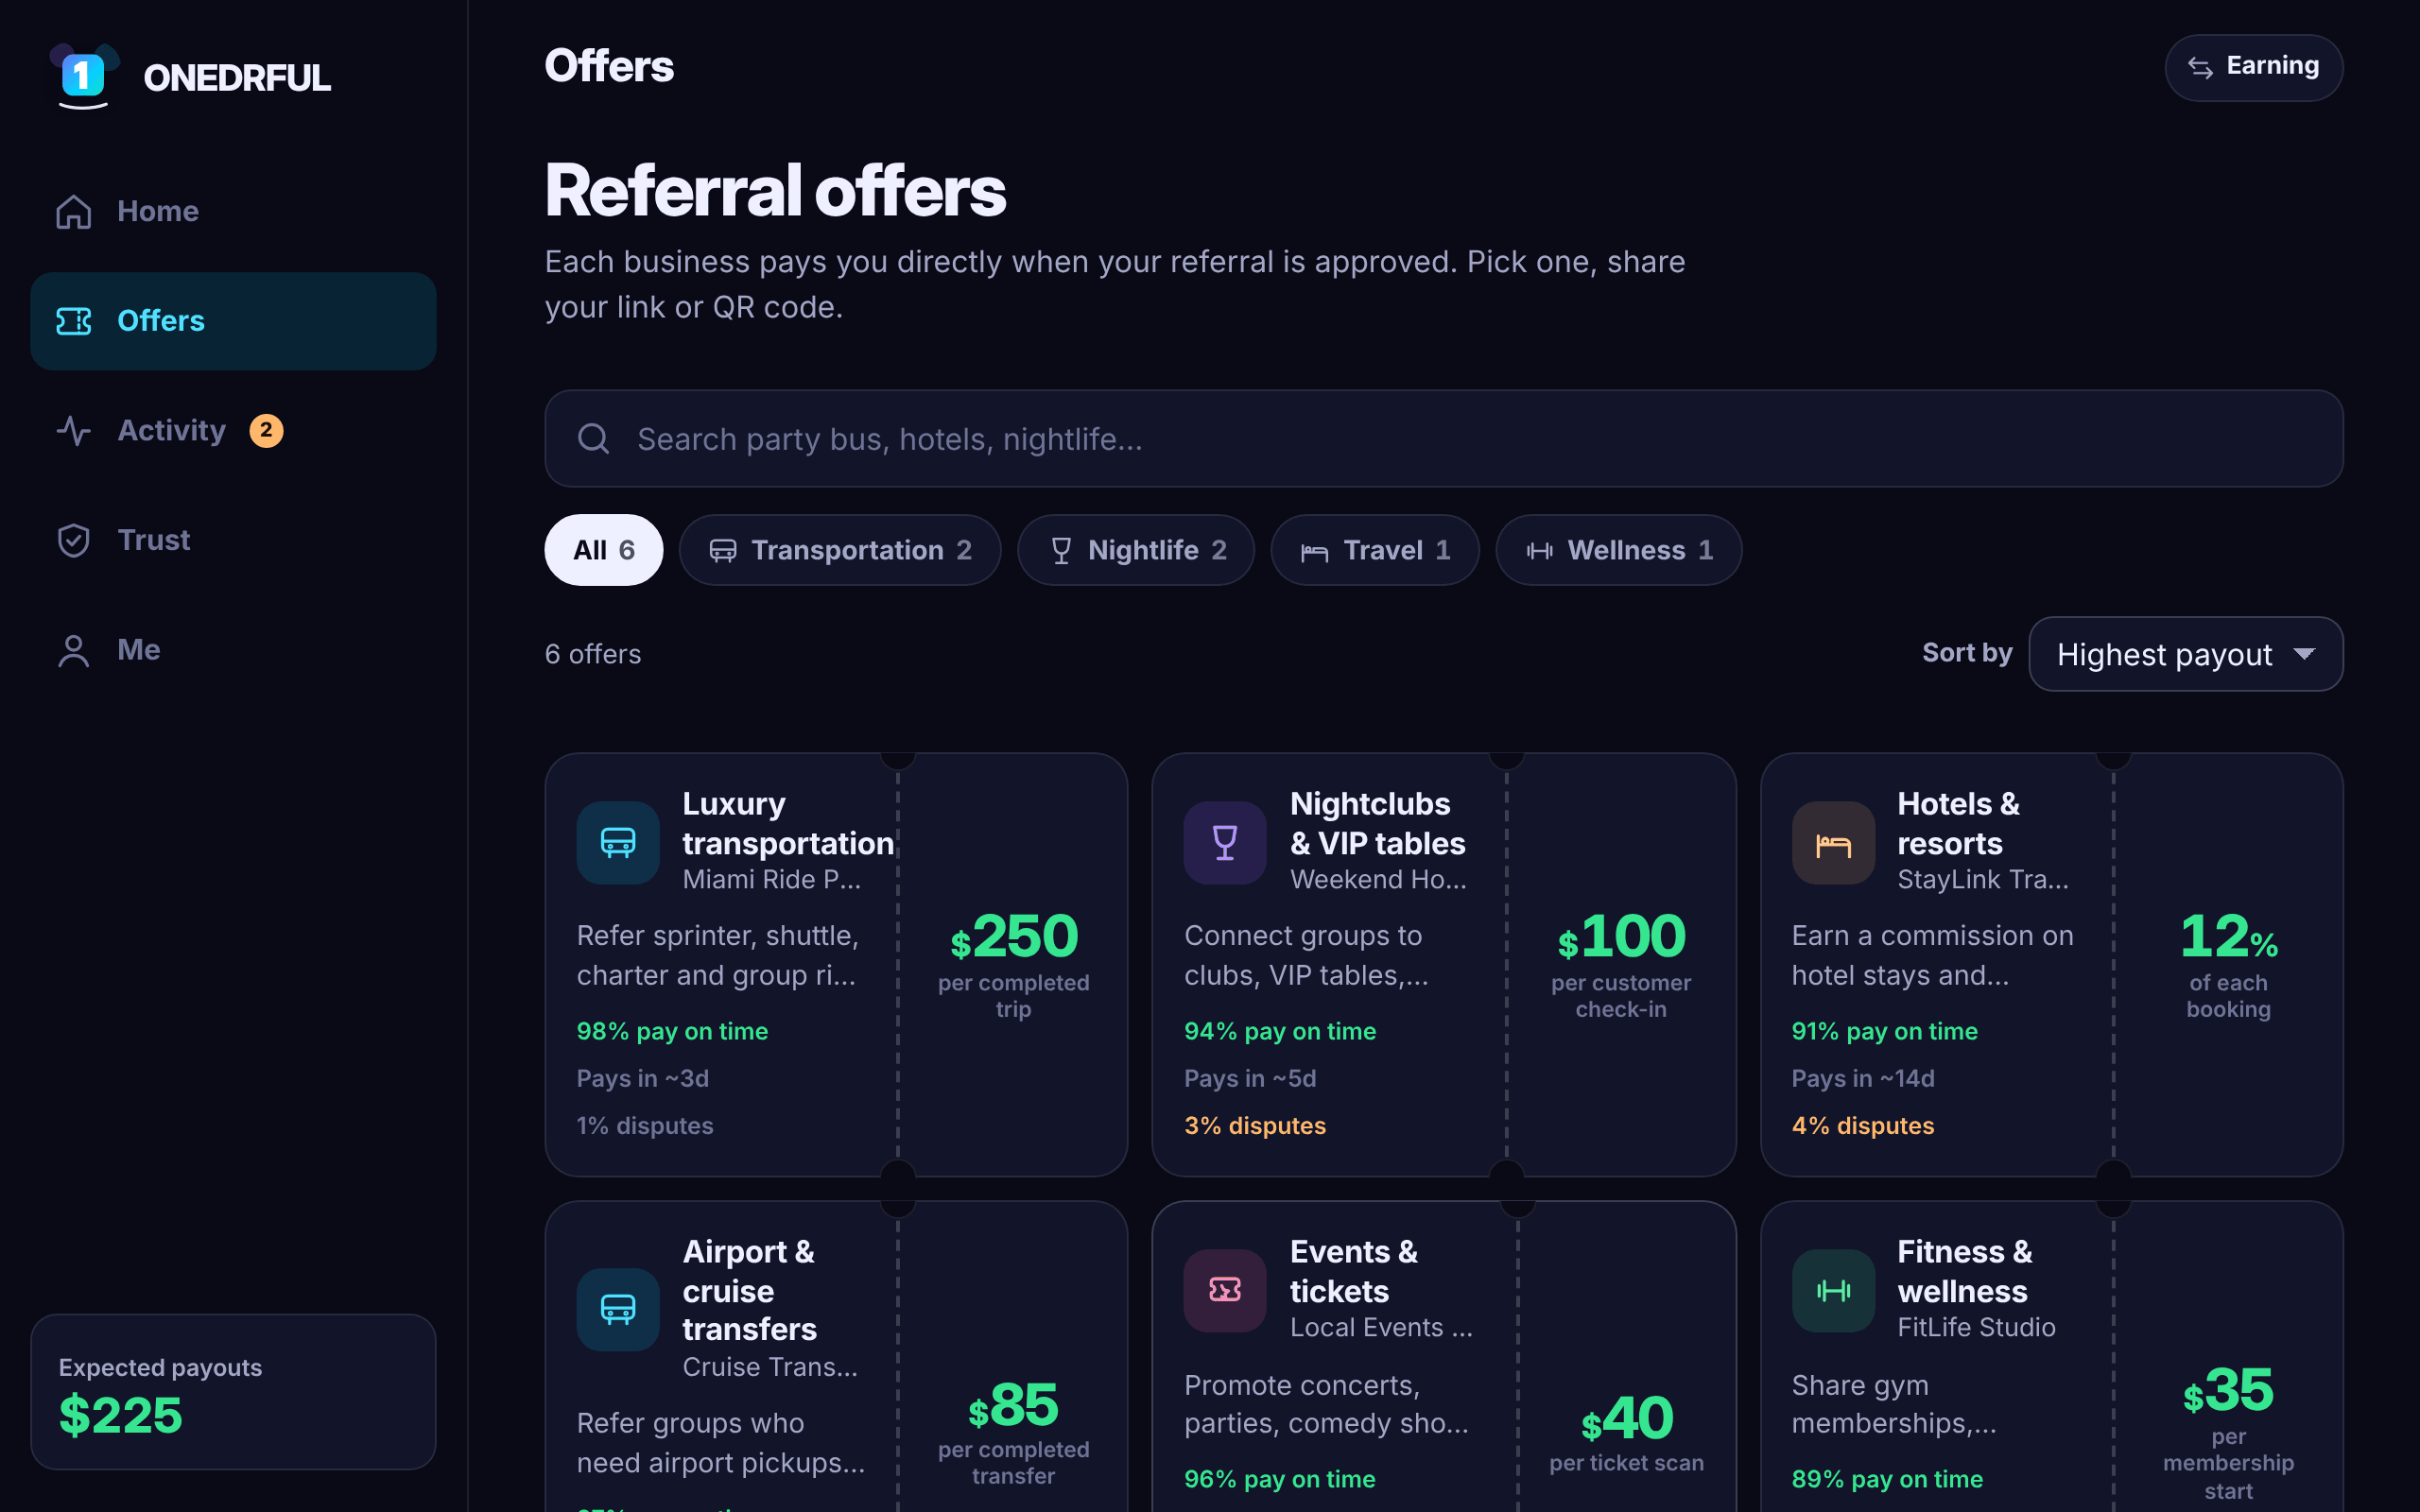 1 ONEDRFUL
Home
Offers
Activity 2
Trust
Me
Expected payouts
$225
Offers
Earning
Referral offers
Each business pays you directly when your referral is approved. Pick one, share
your link or QR code.
Search party bus, hotels, nightlife...
All 6
Transportation 2
Nightlife 2
Travel 1
Wellness 1
6 offers
Sort by
Highest payout
Luxury
transportation
Miami Ride P...
Refer sprinter, shuttle,
charter and group ri...
98% pay on time
Pays in ~3d
1% disputes
$250
per completed
trip
Nightclubs
& VIP tables
Weekend Ho...
Connect groups to
clubs, VIP tables,...
94% pay on time
Pays in ~5d
3% disputes
$100
per customer
check-in
Hotels &
resorts
StayLink Tra...
Earn a commission on
hotel stays and...
91% pay on time
Pays in ~14d
4% disputes
12%
of each
booking
Airport &
cruise
transfers
Cruise Trans...
Refer groups who
need airport pickups...
$85
per completed
transfer
Events &
tickets
Local Events ...
Promote concerts,
parties, comedy sho...
96% pay on time
$40
per ticket scan
Fitness &
wellness
FitLife Studio
Share gym
memberships,...
89% pay on time
$35
per
membership
start